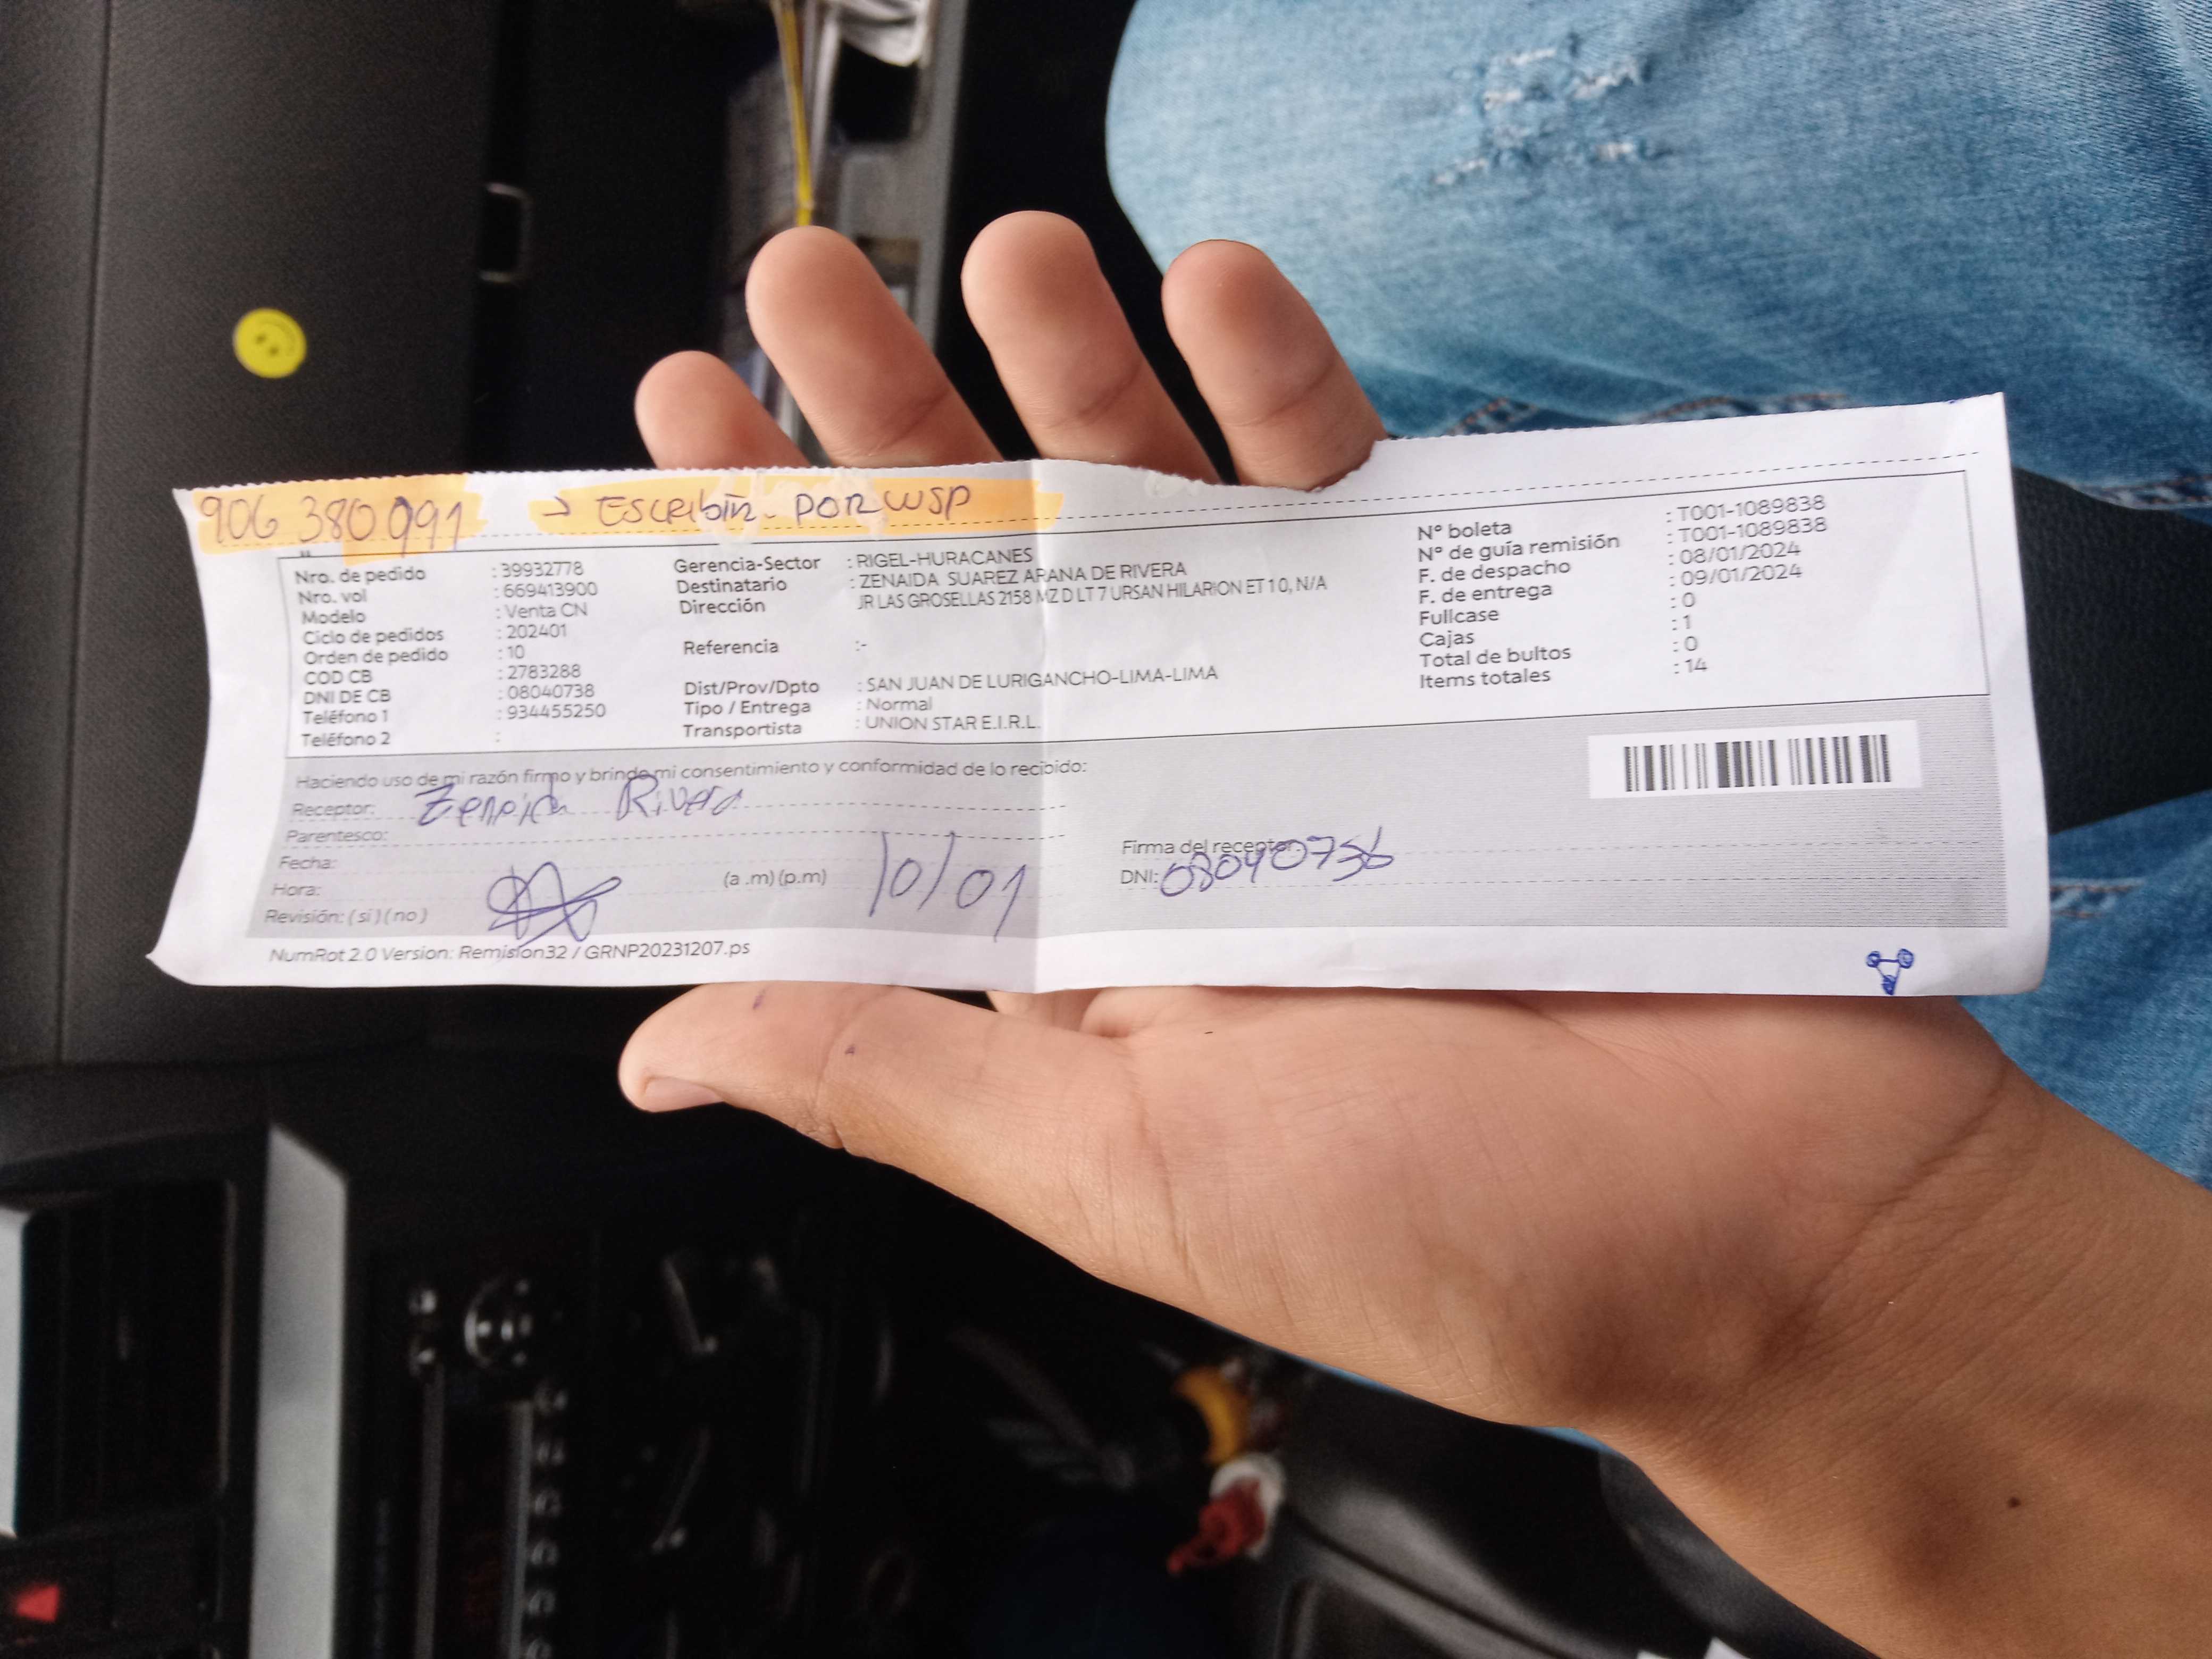 906 380 991 → ESCRIBIR POR WSP
Nro. de pedido : 39932778
Nro. vol : 669413900
Modelo : Venta CN
Ciclo de pedidos : 202401
Orden de pedido : 10
COD CB : 2783288
DNI DE CB : 08040738
Teléfono 1 : 934455250
Teléfono 2 :
Gerencia-Sector : RIGEL-HURACANES
Destinatario : ZENAIDA SUAREZ ARANA DE RIVERA
Dirección JR LAS GROSELLAS 2158 MZ D LT 7 URSAN HILARION ET 1 0, N/A
Referencia :-
Dist/Prov/Dpto : SAN JUAN DE LURIGANCHO-LIMA-LIMA
Tipo / Entrega : Normal
Transportista : UNION STAR E.I.R.L.
N° boleta : T001-1089838
N° de guía remisión : T001-1089838
F. de despacho : 08/01/2024
F. de entrega : 09/01/2024
Fullcase : 0
Cajas : 1
Total de bultos : 0
Items totales : 14
Haciendo uso de mi razón firmo y brindo mi consentimiento y conformidad de lo recibido:
Receptor: Zenaida Rivera
Parentesco:
Fecha:
Hora: (a .m) (p.m) 10/01
Revisión: ( si ) ( no )
Firma del receptor:
DNI: 08040738
NumRot 2.0 Version: Remision32 / GRNP20231207.ps